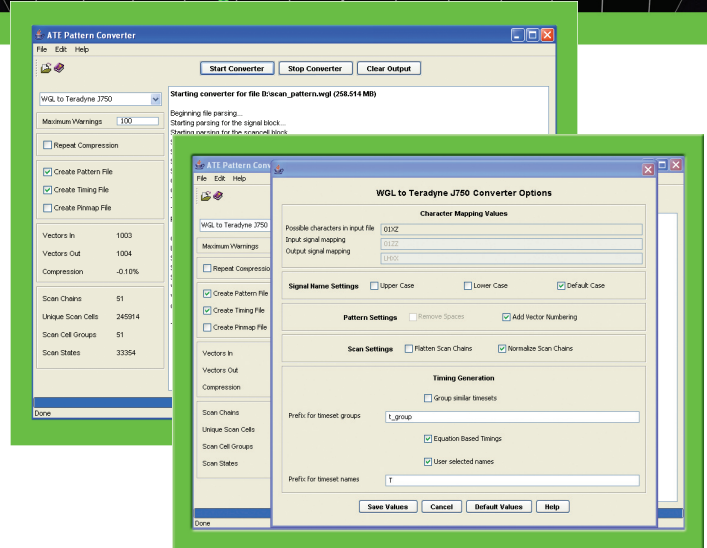 ATE Pattern Converter
File Edit Help
Start Converter Stop Converter Clear Output
WGL to Teradyne J750
Maximum Warnings 100
Repeat Compression
Create Pattern File
Create Timing File
Create Pinmap File
Vectors In 1003
Vectors Out 1004
Compression -0.10%
Scan Chains 51
Unique Scan Cells 245914
Scan Cell Groups 51
Scan States 33354
Done
Starting converter for file D:\scan_pattern.wgl (258.514 MB)
Beginning file parsing...
Starting parsing for the signal block...
Starting parsing for the scancell block
ATE Pattern Conv
File Edit Help
WGL to Teradyne J750
Maximum Warnings
Repeat Compressio
Create Pattern File
Create Timing File
Create Pinmap File
Vectors In
Vectors Out
Compression
Scan Chains
Unique Scan Cells
Scan Cell Groups
Scan States
Done
WGL to Teradyne J750 Converter Options
Character Mapping Values
Possible characters in input file 01XZ
Input signal mapping 01ZZ
Output signal mapping LHXX
Signal Name Settings Upper Case Lower Case Default Case
Pattern Settings Remove Spaces Add Vector Numbering
Scan Settings Flatten Scan Chains Normalize Scan Chains
Timing Generation
Group similar timesets
Prefix for timeset groups t_group
Equation Based Timings
User selected names
Prefix for timeset names T
Save Values Cancel Default Values Help